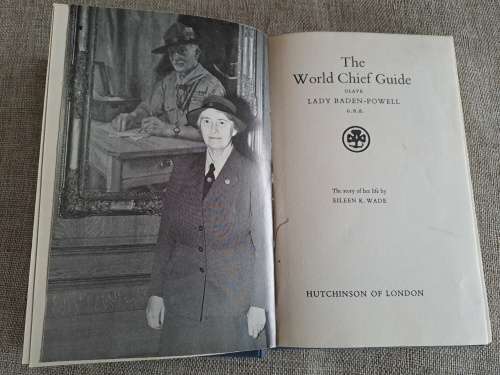 The
World Chief Guide
OLAVE
LADY BADEN-POWELL
G.B.E.
The story of her life by
EILEEN K. WADE
HUTCHINSON OF LONDON